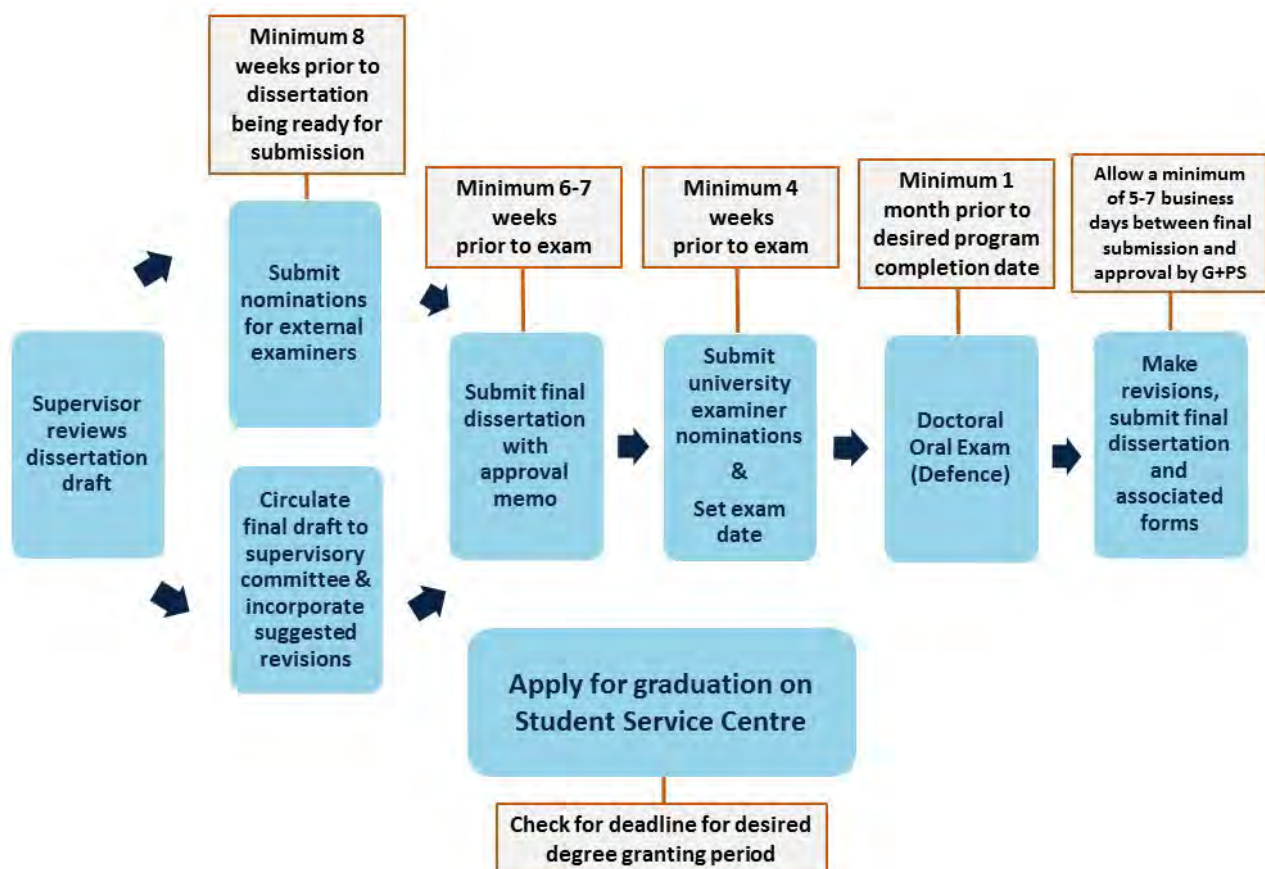 Minimum 8
weeks prior to
dissertation
being ready for
submission
Minimum 6-7
weeks
prior to exam
Minimum 4
weeks
prior to exam
Minimum 1
month prior to
desired program
completion date
Allow a minimum
of 5-7 business
days between final
submission and
approval by G+PS
Supervisor
reviews
dissertation
draft
Submit
nominations
for external
examiners
Circulate
final draft to
supervisory
committee &
incorporate
suggested
revisions
Submit final
dissertation
with
approval
memo
Submit
university
examiner
nominations
&
Set exam
date
Doctoral
Oral Exam
(Defence)
Make
revisions,
submit final
dissertation
and
associated
forms
Apply for graduation on
Student Service Centre
Check for deadline for desired
degree granting period